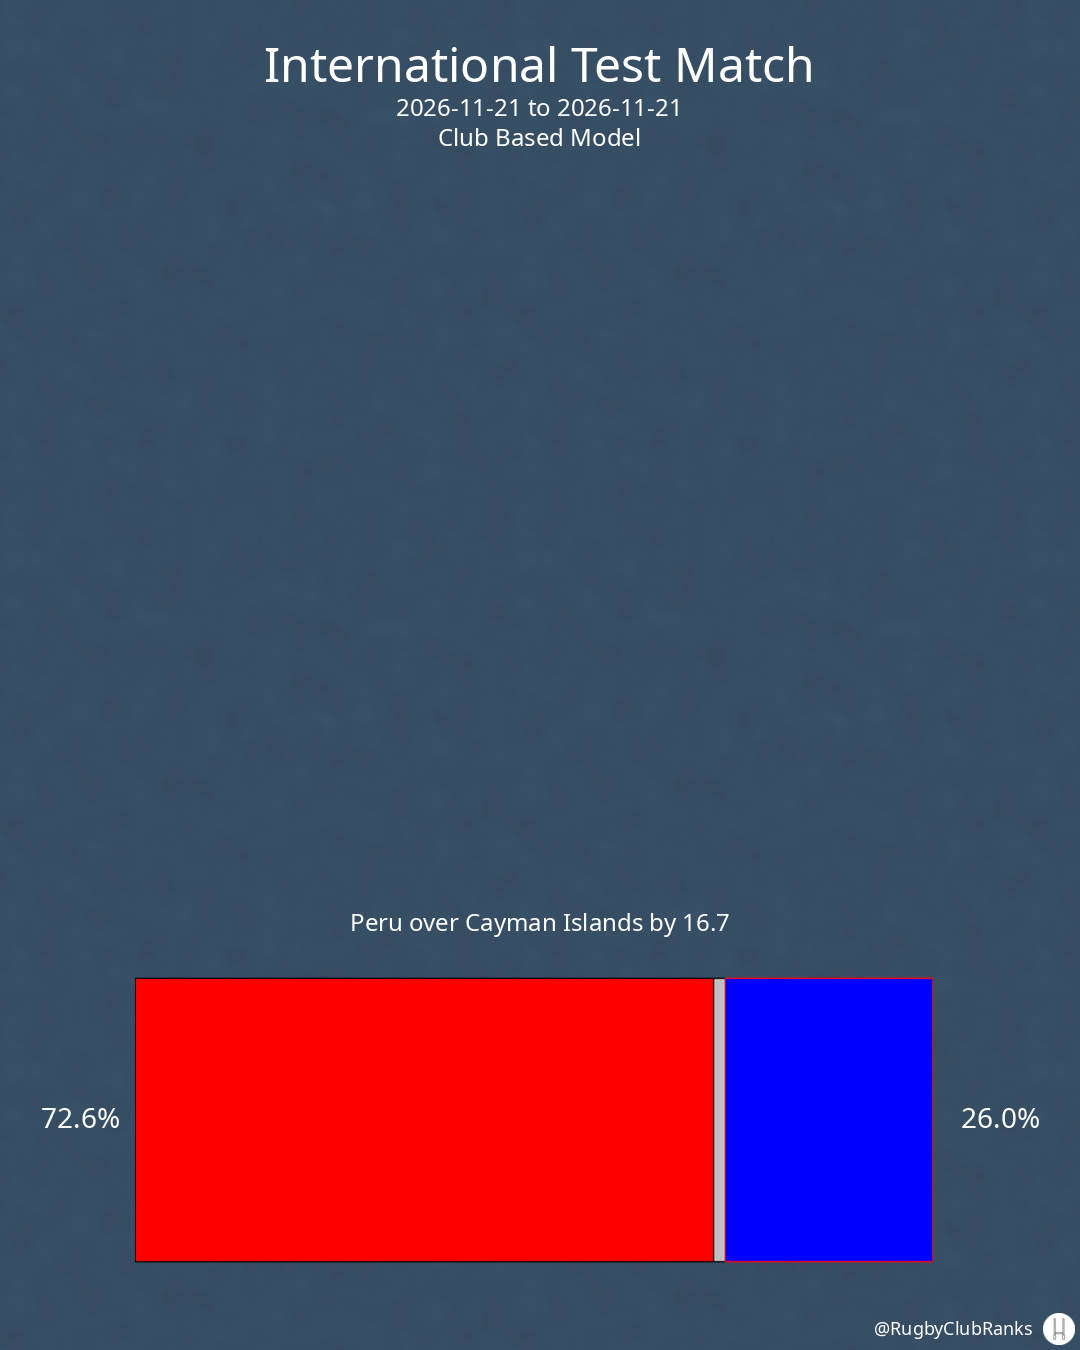 International Test Match
2026-11-21 to 2026-11-21
Club Based Model
Peru over Cayman Islands by 16.7
72.6%
26.0%
@RugbyClubRanks